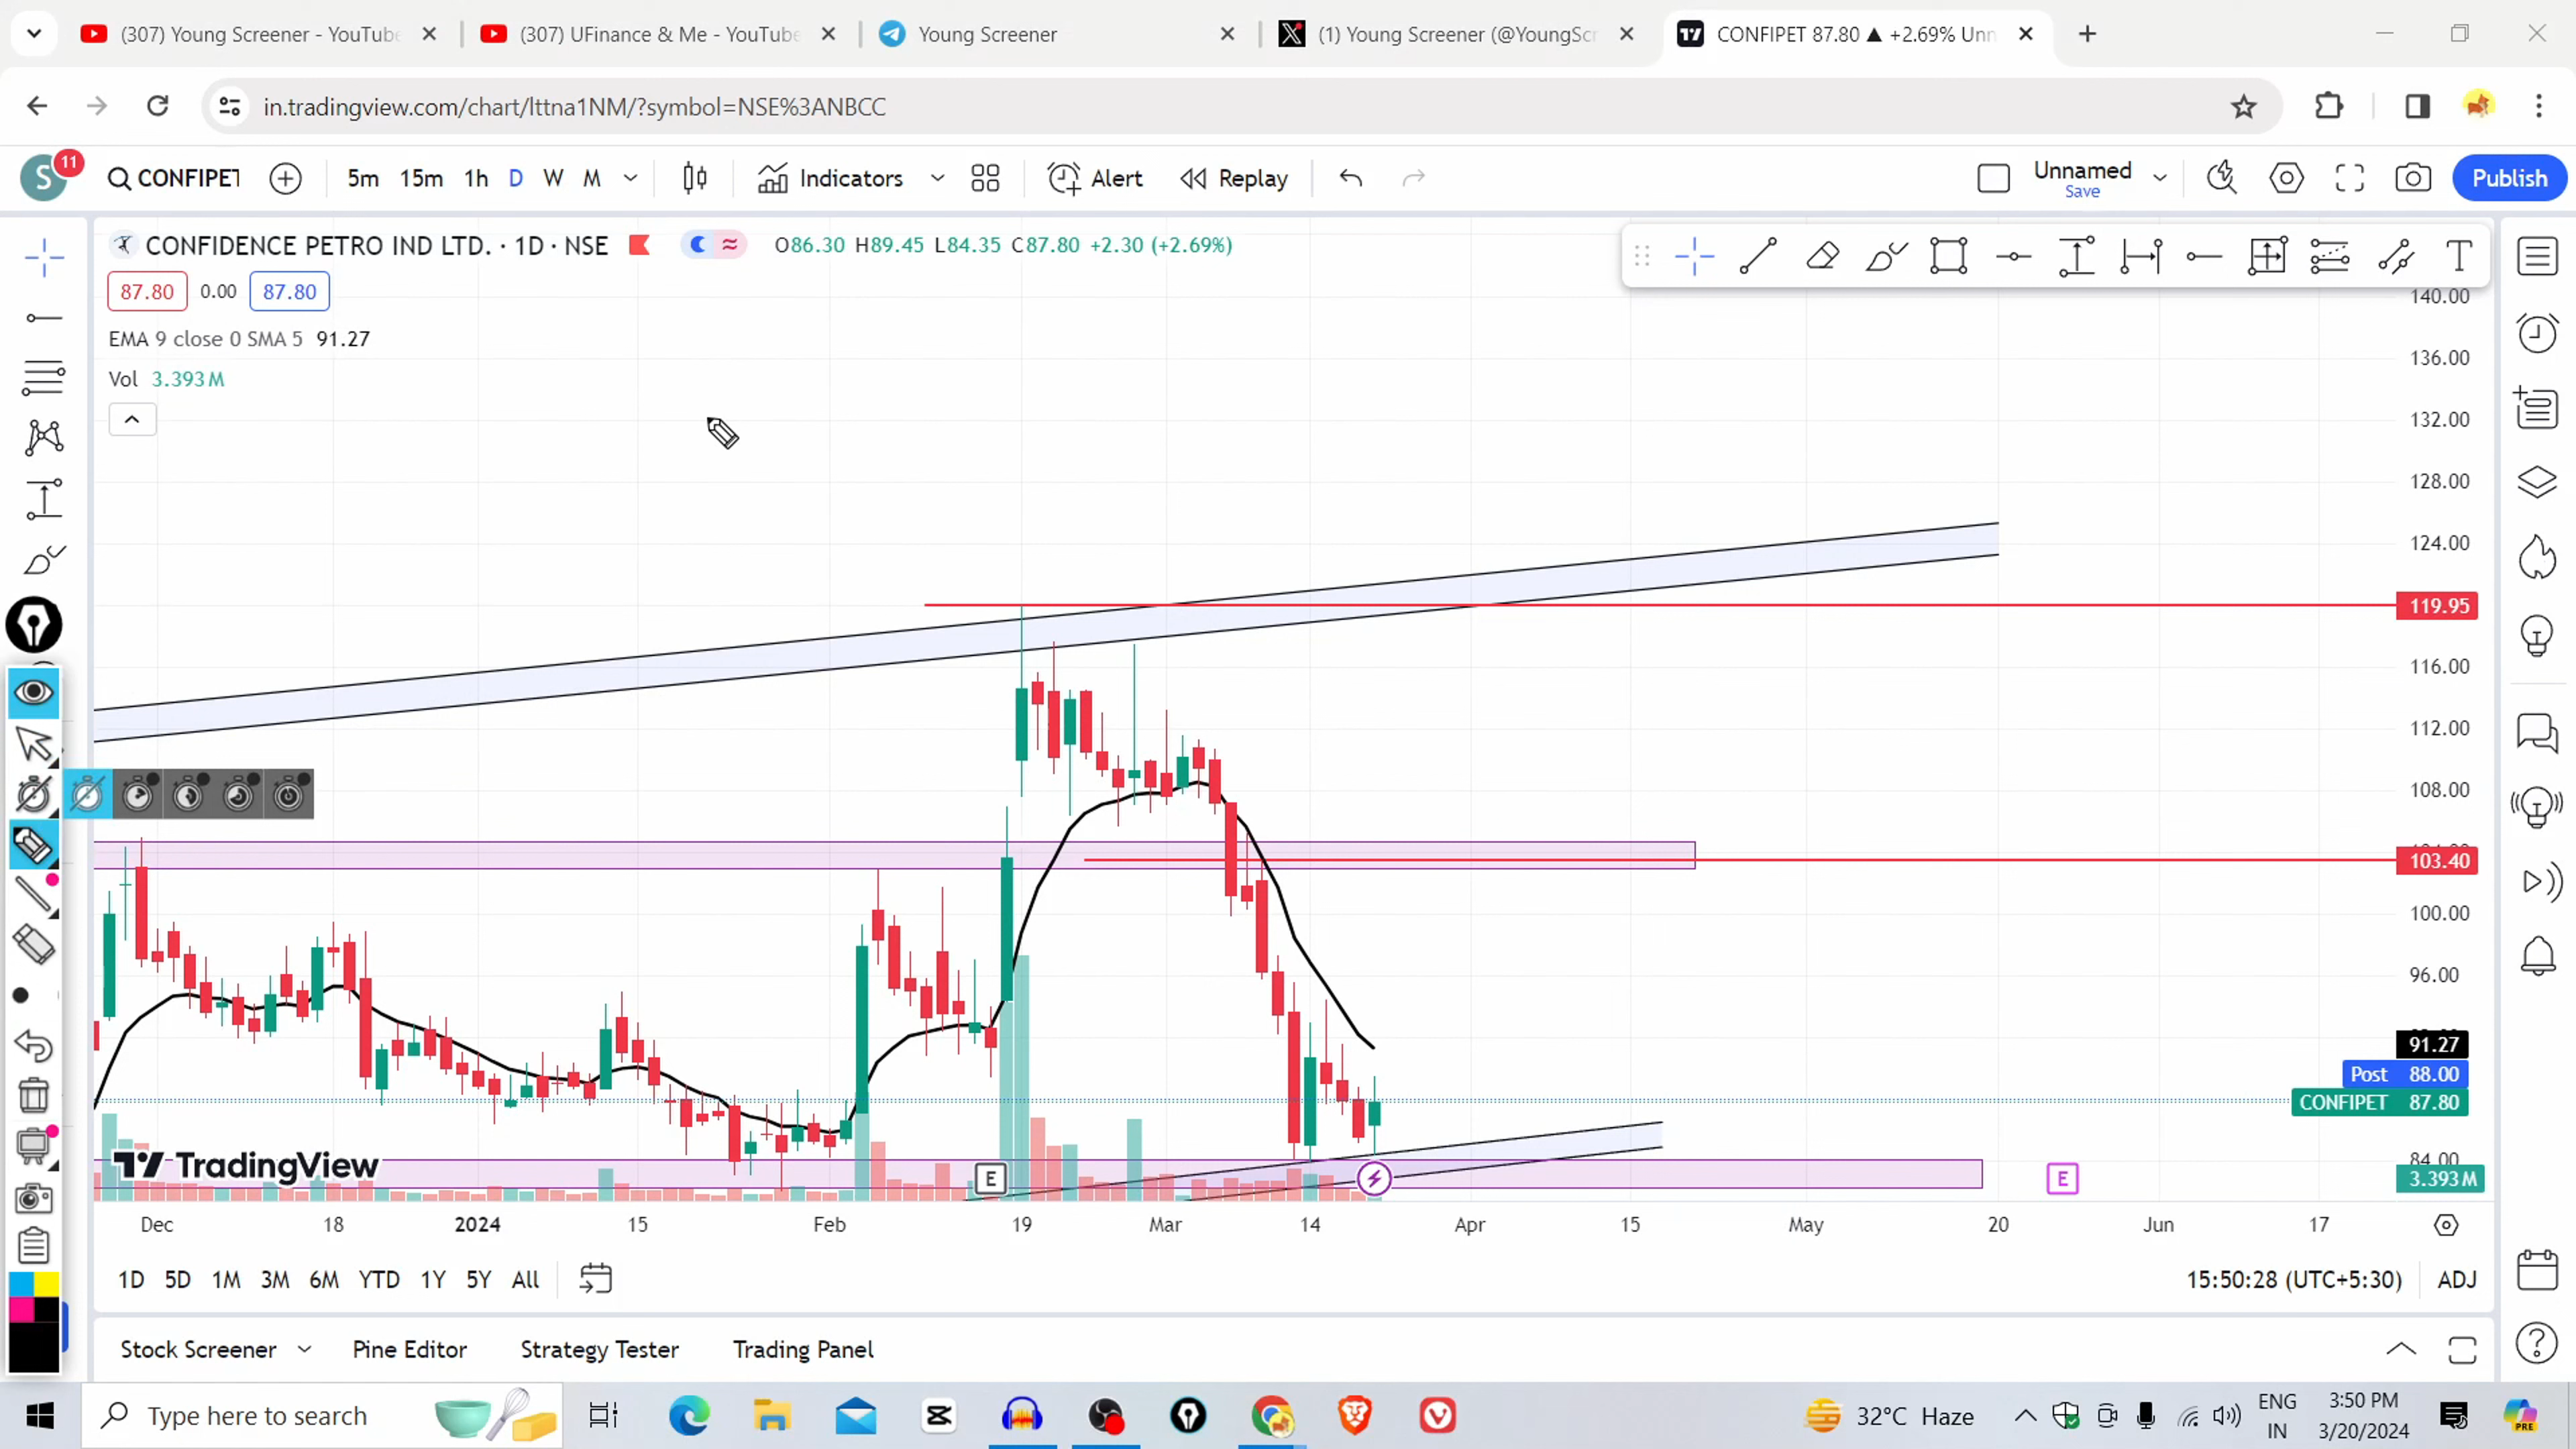 (307) Young Screener - YouTube
(307) UFinance & Me - YouTube
Young Screener
(1) Young Screener (@YoungScr
CONFIPET 87.80 ▲ +2.69% Unn
in.tradingview.com/chart/lttna1NM/?symbol=NSE%3ANBCC
S 11
CONFIPET
5m 15m 1h D W M
Indicators
Alert
Replay
Unnamed
Save
Publish
CONFIDENCE PETRO IND LTD. · 1D · NSE
O86.30 H89.45 L84.35 C87.80 +2.30 (+2.69%)
87.80 0.00 87.80
EMA 9 close 0 SMA 5 91.27
Vol 3.393M
140.00
136.00
132.00
128.00
124.00
119.95
116.00
112.00
108.00
103.40
100.00
96.00
91.27
Post 88.00
CONFIPET 87.80
84.00
3.393M
TradingView
E
E
Dec 18 2024 15 Feb 19 Mar 14 Apr 15 May 20 Jun 17
1D 5D 1M 3M 6M YTD 1Y 5Y All
15:50:28 (UTC+5:30) ADJ
Stock Screener
Pine Editor
Strategy Tester
Trading Panel
Type here to search
32°C Haze
ENG
IN
3:50 PM
3/20/2024
PRE